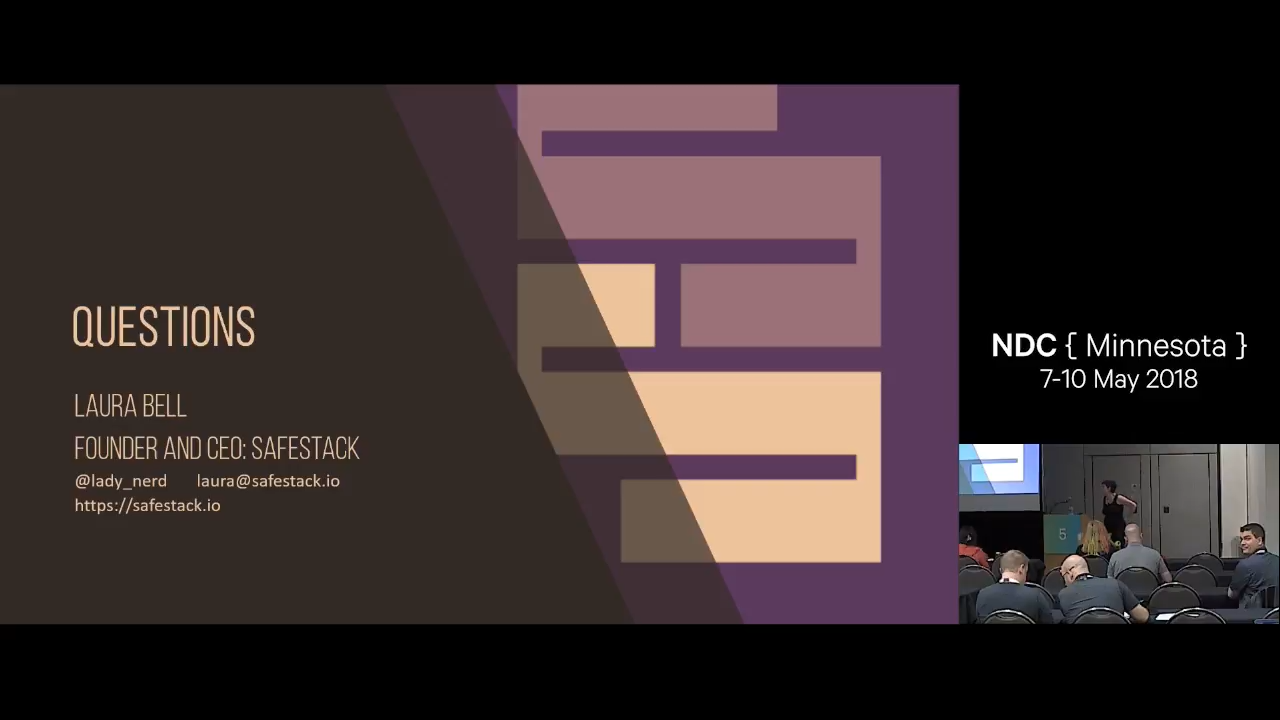 QUESTIONS
LAURA BELL
FOUNDER AND CEO: SAFESTACK
@lady_nerd laura@safestack.io
https://safestack.io
NDC { Minnesota }
7-10 May 2018
5